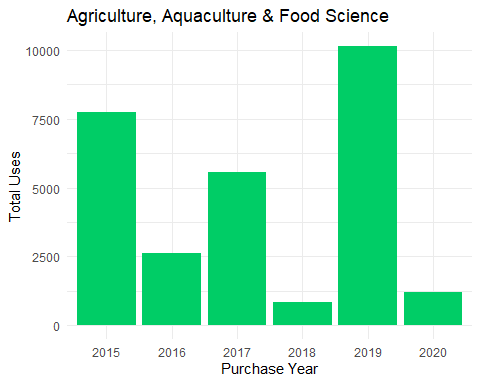 Agriculture, Aquaculture & Food Science
10000
7500
5000
2500
0
Total Uses
2015 2016 2017 2018 2019 2020
Purchase Year